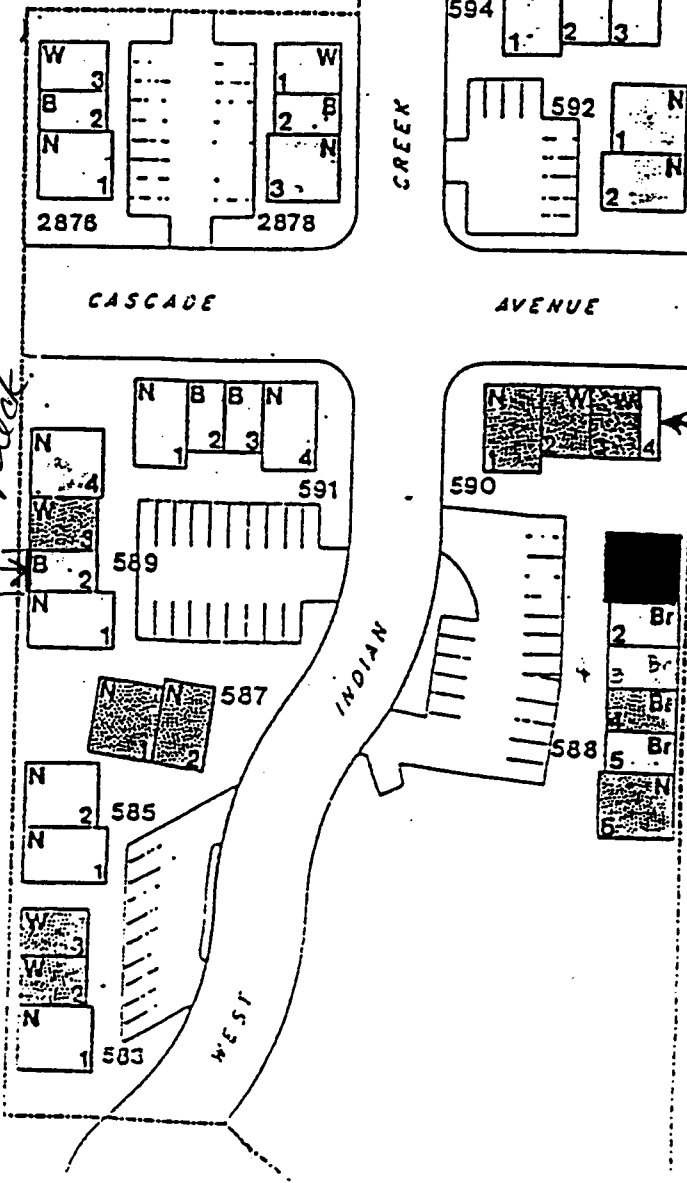 594
1 2 3
W 3
B 2
N 1
2876
1 W
2 B
3 N
2878
CREEK
592
1 N
2 N
CASCADE AVENUE
N 1
B 2
B 3
N 4
591
N 1
W 2
W
4
590
N 4
W 3
B 2
N 1
589
N 1
N 2
587
INDIAN
2 Br
3 Br
4 Br
5 Br
6 N
588
N 2
N 1
585
W 3
W 2
N 1
583
WEST